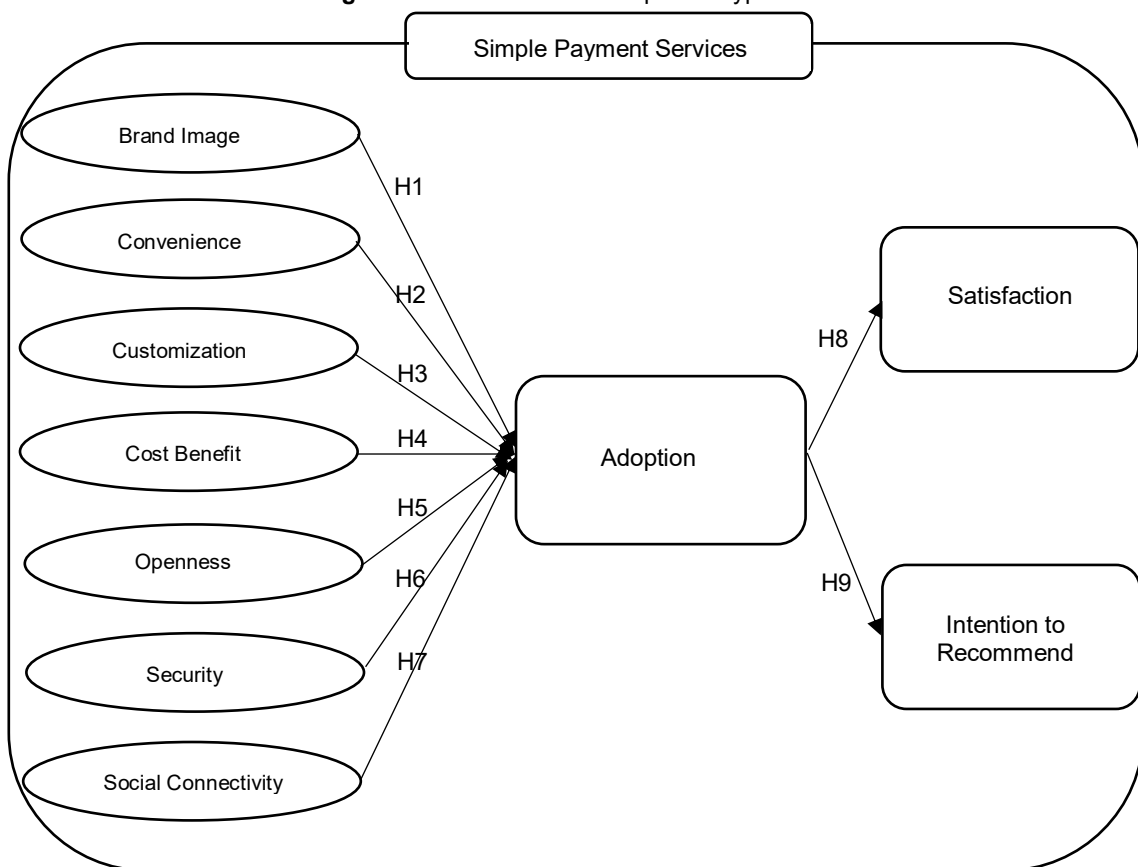 Simple Payment Services
Brand Image
H1
Convenience
H2
Satisfaction
Customization
H8
H3
Cost Benefit
H4
Adoption
H5
Openness
H6
H9
Intention to
Recommend
Security
H7
Social Connectivity